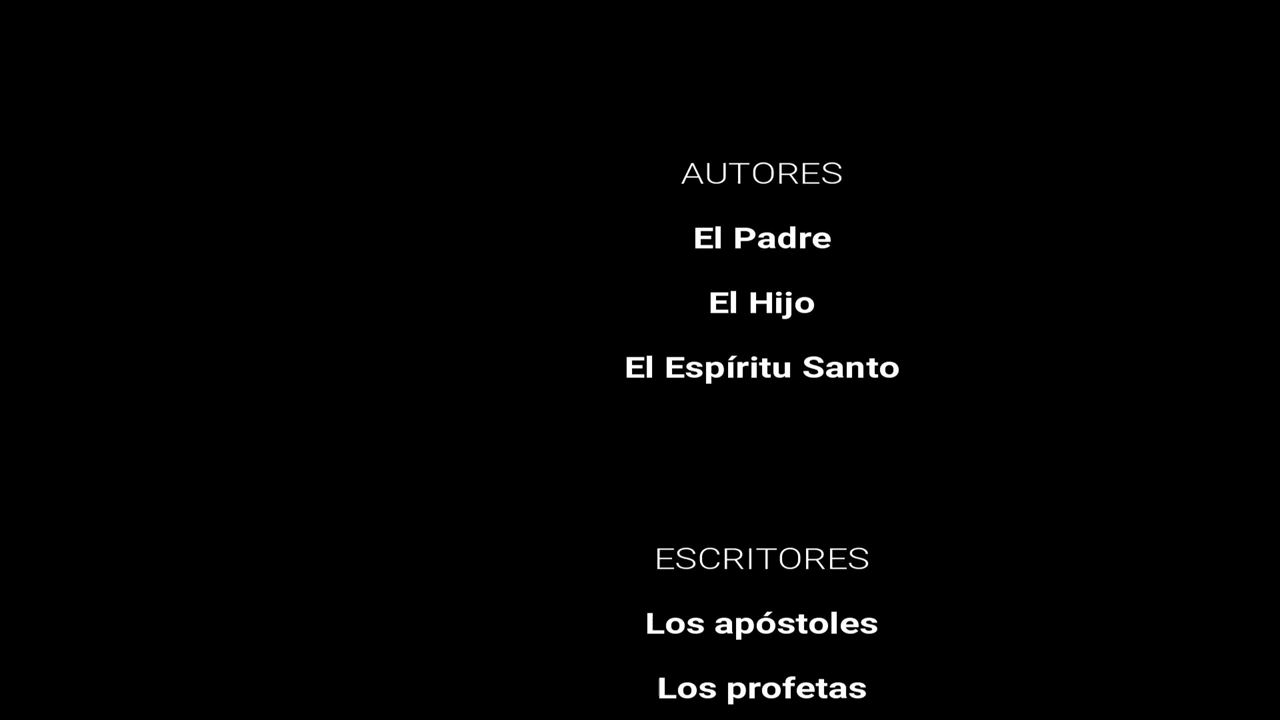 AUTORES
El Padre
El Hijo
El Espíritu Santo
ESCRITORES
Los apóstoles
Los profetas